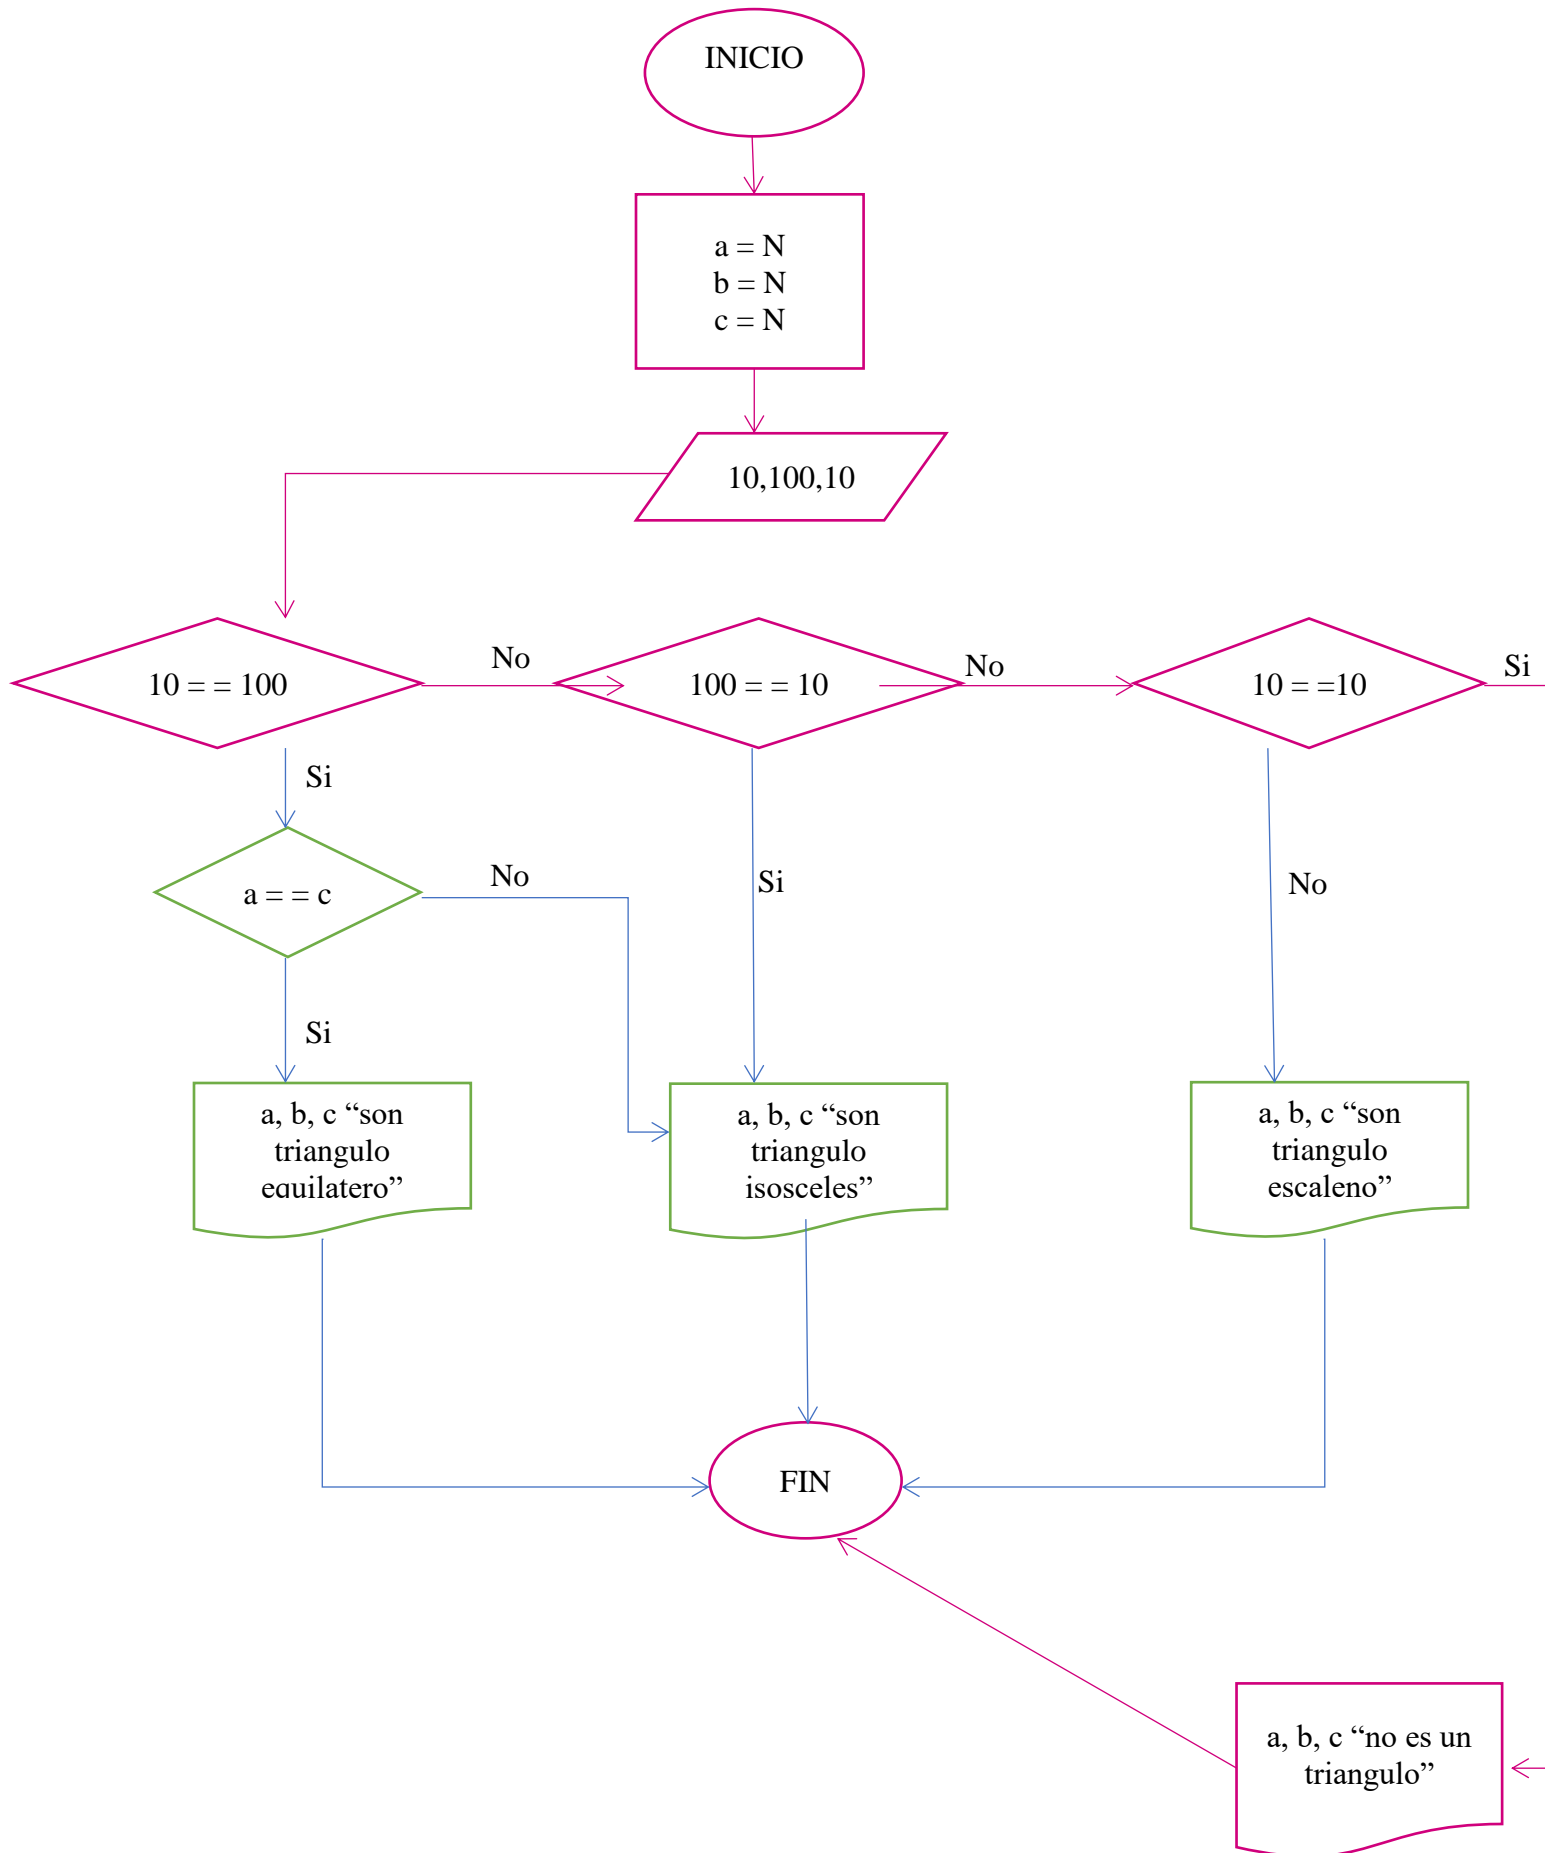 INICIO
a = N
b = N
c = N
10,100,10
10 = = 100
No
100 = = 10
No
10 = =10
Si
Si
a = = c
No
Si
No
Si
a, b, c “son
triangulo
equilatero”
a, b, c “son
triangulo
isosceles”
a, b, c “son
triangulo
escaleno”
FIN
a, b, c “no es un
triangulo”